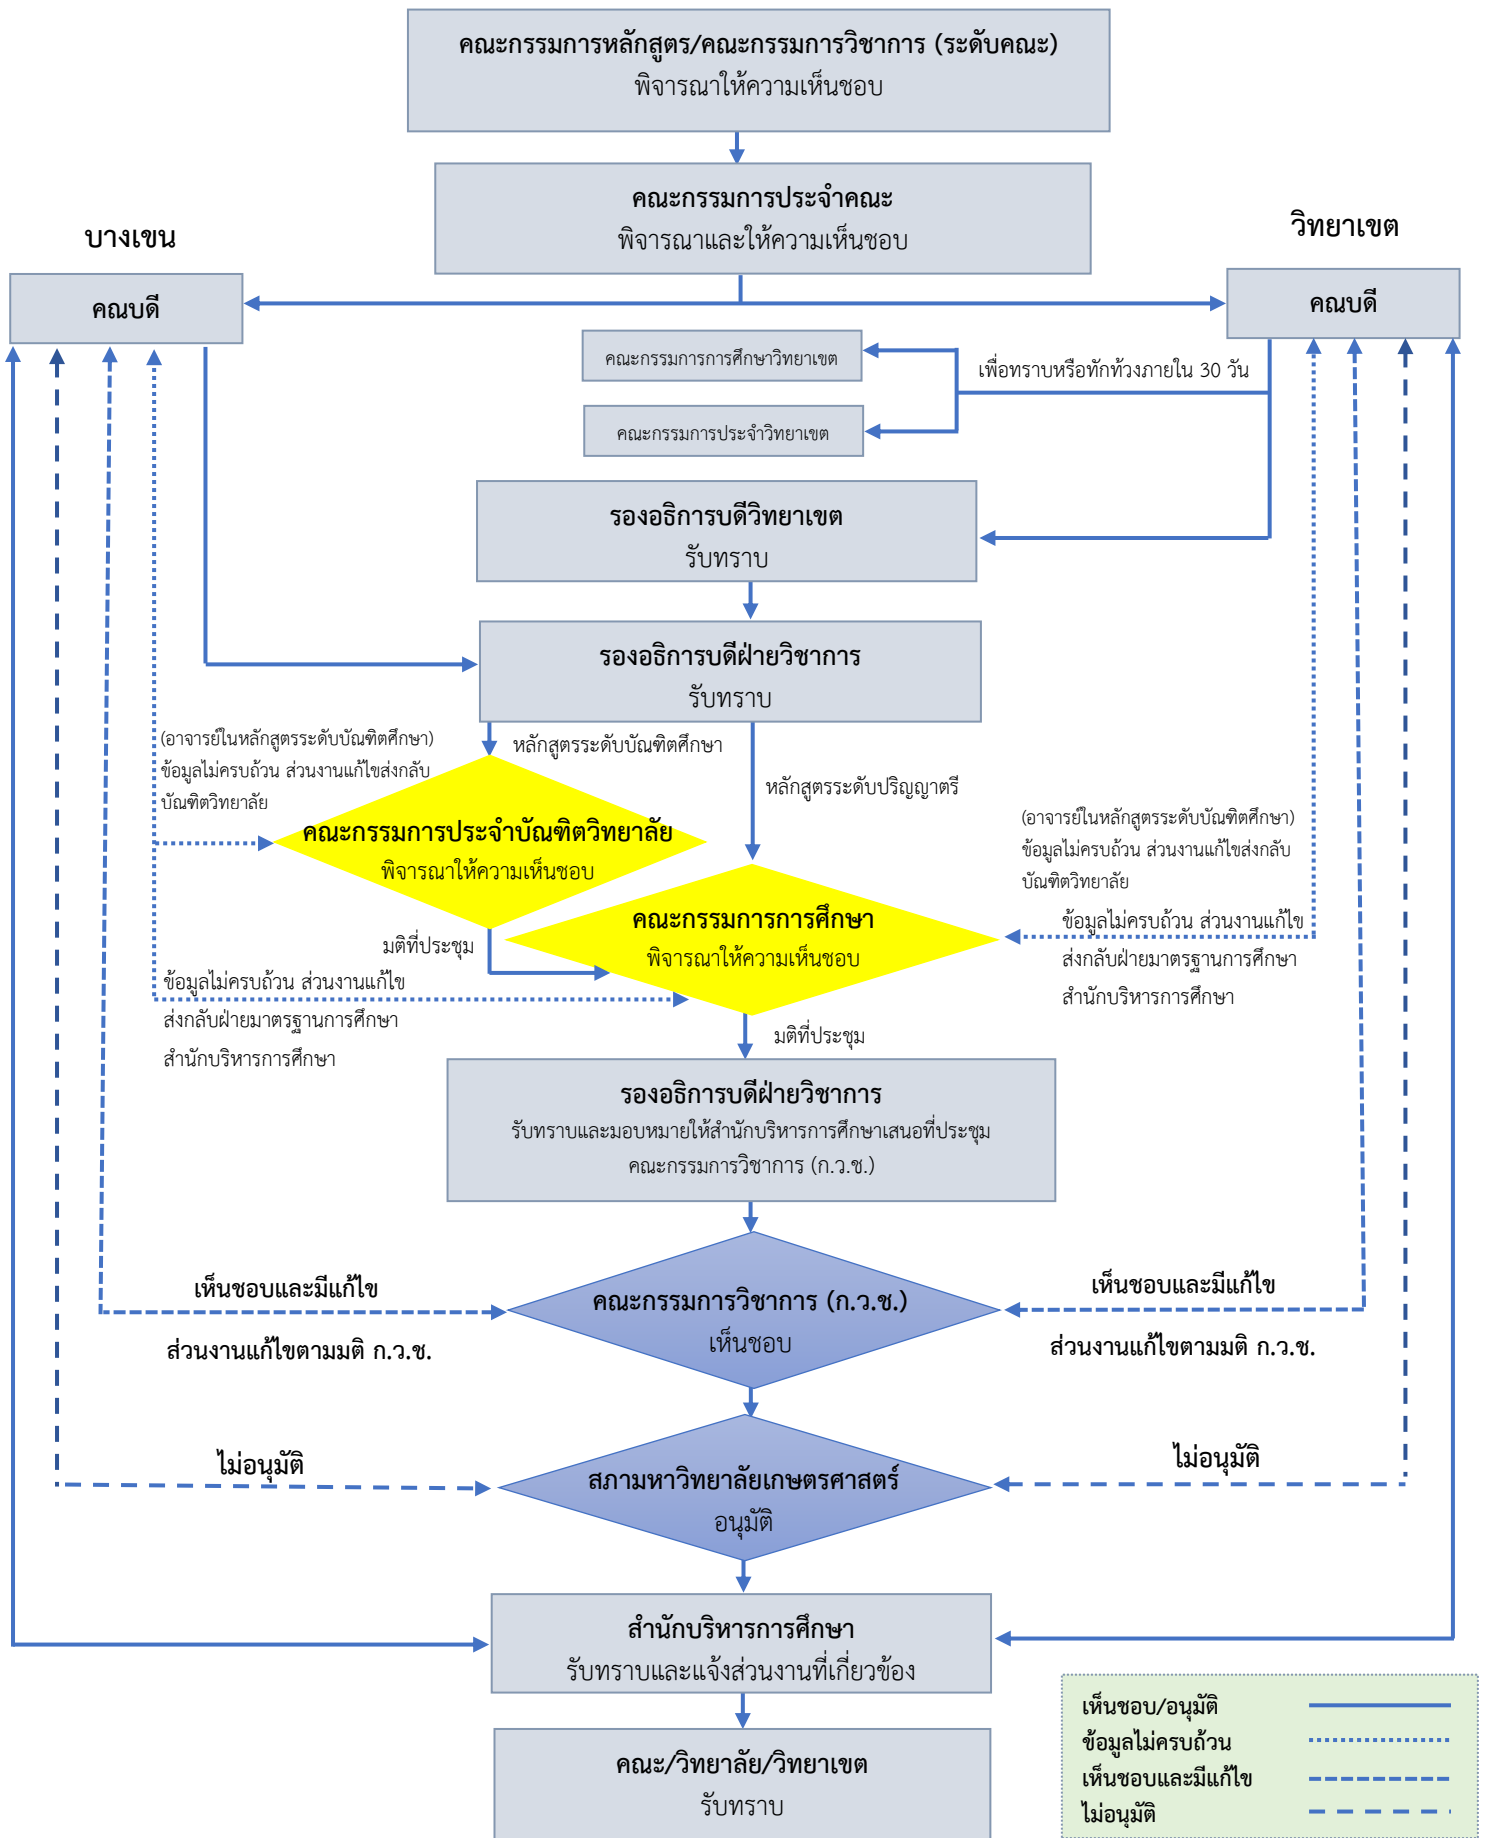 คณะกรรมการหลักสูตร/คณะกรรมการวิชาการ (ระดับคณะ)
พิจารณาให้ความเห็นชอบ
คณะกรรมการประจำคณะ
พิจารณาและให้ความเห็นชอบ
บางเขน
วิทยาเขต
คณบดี
คณบดี
คณะกรรมการการศึกษาวิทยาเขต
เพื่อทราบหรือทักท้วงภายใน 30 วัน
คณะกรรมการประจำวิทยาเขต
รองอธิการบดีวิทยาเขต
รับทราบ
รองอธิการบดีฝ่ายวิชาการ
รับทราบ
(อาจารย์ในหลักสูตรระดับบัณฑิตศึกษา)
ข้อมูลไม่ครบถ้วน ส่วนงานแก้ไขส่งกลับ
บัณฑิตวิทยาลัย
หลักสูตรระดับบัณฑิตศึกษา
หลักสูตรระดับปริญญาตรี
คณะกรรมการประจำบัณฑิตวิทยาลัย
พิจารณาให้ความเห็นชอบ
(อาจารย์ในหลักสูตรระดับบัณฑิตศึกษา)
ข้อมูลไม่ครบถ้วน ส่วนงานแก้ไขส่งกลับ
บัณฑิตวิทยาลัย
คณะกรรมการการศึกษา
พิจารณาให้ความเห็นชอบ
ข้อมูลไม่ครบถ้วน ส่วนงานแก้ไข
ส่งกลับฝ่ายมาตรฐานการศึกษา
สำนักบริหารการศึกษา
มติที่ประชุม
ข้อมูลไม่ครบถ้วน ส่วนงานแก้ไข
ส่งกลับฝ่ายมาตรฐานการศึกษา
สำนักบริหารการศึกษา
มติที่ประชุม
รองอธิการบดีฝ่ายวิชาการ
รับทราบและมอบหมายให้สำนักบริหารการศึกษาเสนอที่ประชุม
คณะกรรมการวิชาการ (ก.ว.ช.)
เห็นชอบและมีแก้ไข
ส่วนงานแก้ไขตามมติ ก.ว.ช.
คณะกรรมการวิชาการ (ก.ว.ช.)
เห็นชอบ
เห็นชอบและมีแก้ไข
ส่วนงานแก้ไขตามมติ ก.ว.ช.
ไม่อนุมัติ
สภามหาวิทยาลัยเกษตรศาสตร์
อนุมัติ
ไม่อนุมัติ
สำนักบริหารการศึกษา
รับทราบและแจ้งส่วนงานที่เกี่ยวข้อง
คณะ/วิทยาลัย/วิทยาเขต
รับทราบ
เห็นชอบ/อนุมัติ
ข้อมูลไม่ครบถ้วน
เห็นชอบและมีแก้ไข
ไม่อนุมัติ